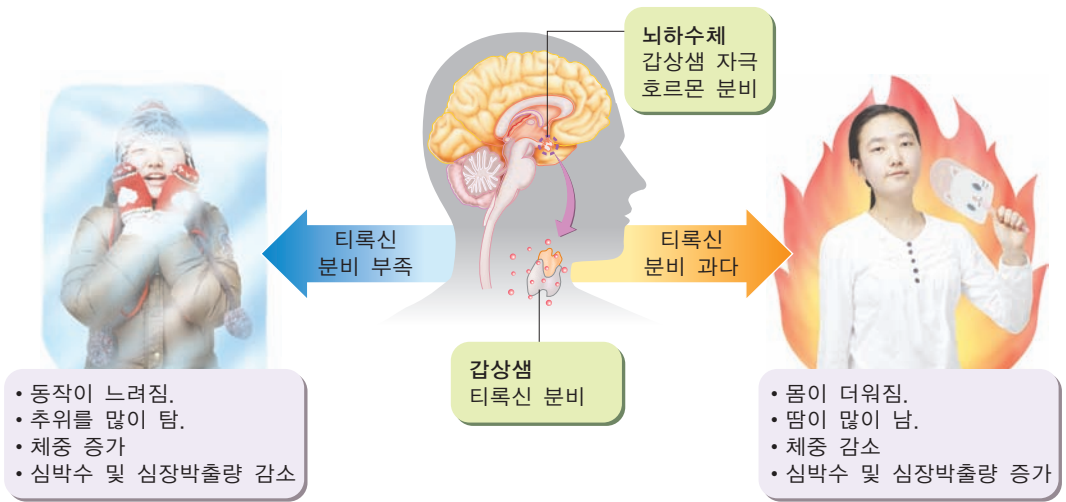 뇌하수체
갑상샘 자극
호르몬 분비
티록신
분비 부족
티록신
분비 과다
갑상샘
티록신 분비
• 동작이 느려짐.
• 추위를 많이 탐.
• 체중 증가
• 심박수 및 심장박출량 감소
• 몸이 더워짐.
• 땀이 많이 남.
• 체중 감소
• 심박수 및 심장박출량 증가